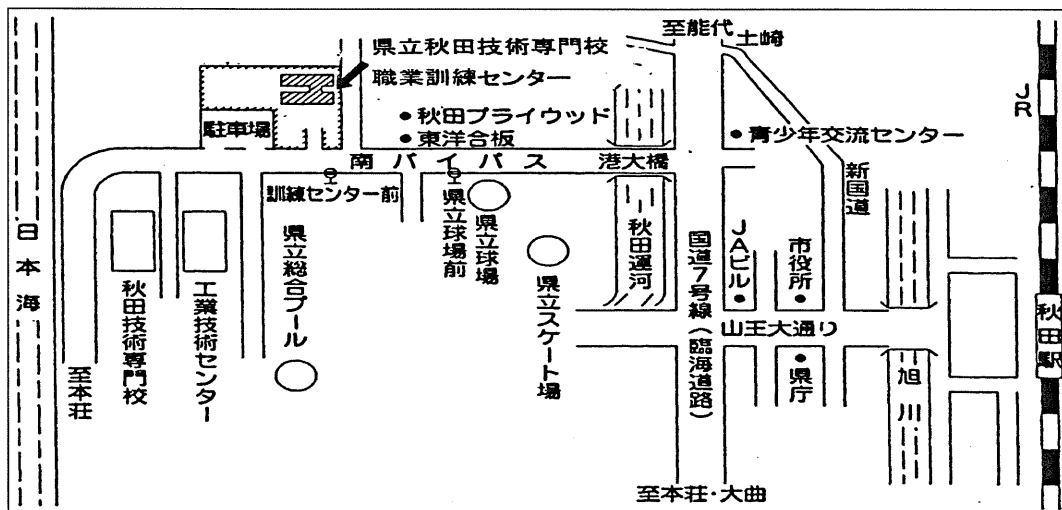 至能代
土崎
県立秋田技術専門校
職業訓練センター
JR
秋田プライウッド
東洋合板
駐車場
青少年交流センター
南バイパス
港大橋
新国道
訓練センター前
県立球場前
県立球場
日本海
秋田技術専門校
工業技術センター
県立総合プール
県立スケート場
秋田運河
国道7号線(臨海道路)
JAビル
市役所
山王大通り
秋田駅
県庁
旭川
至本荘
至本荘・大曲